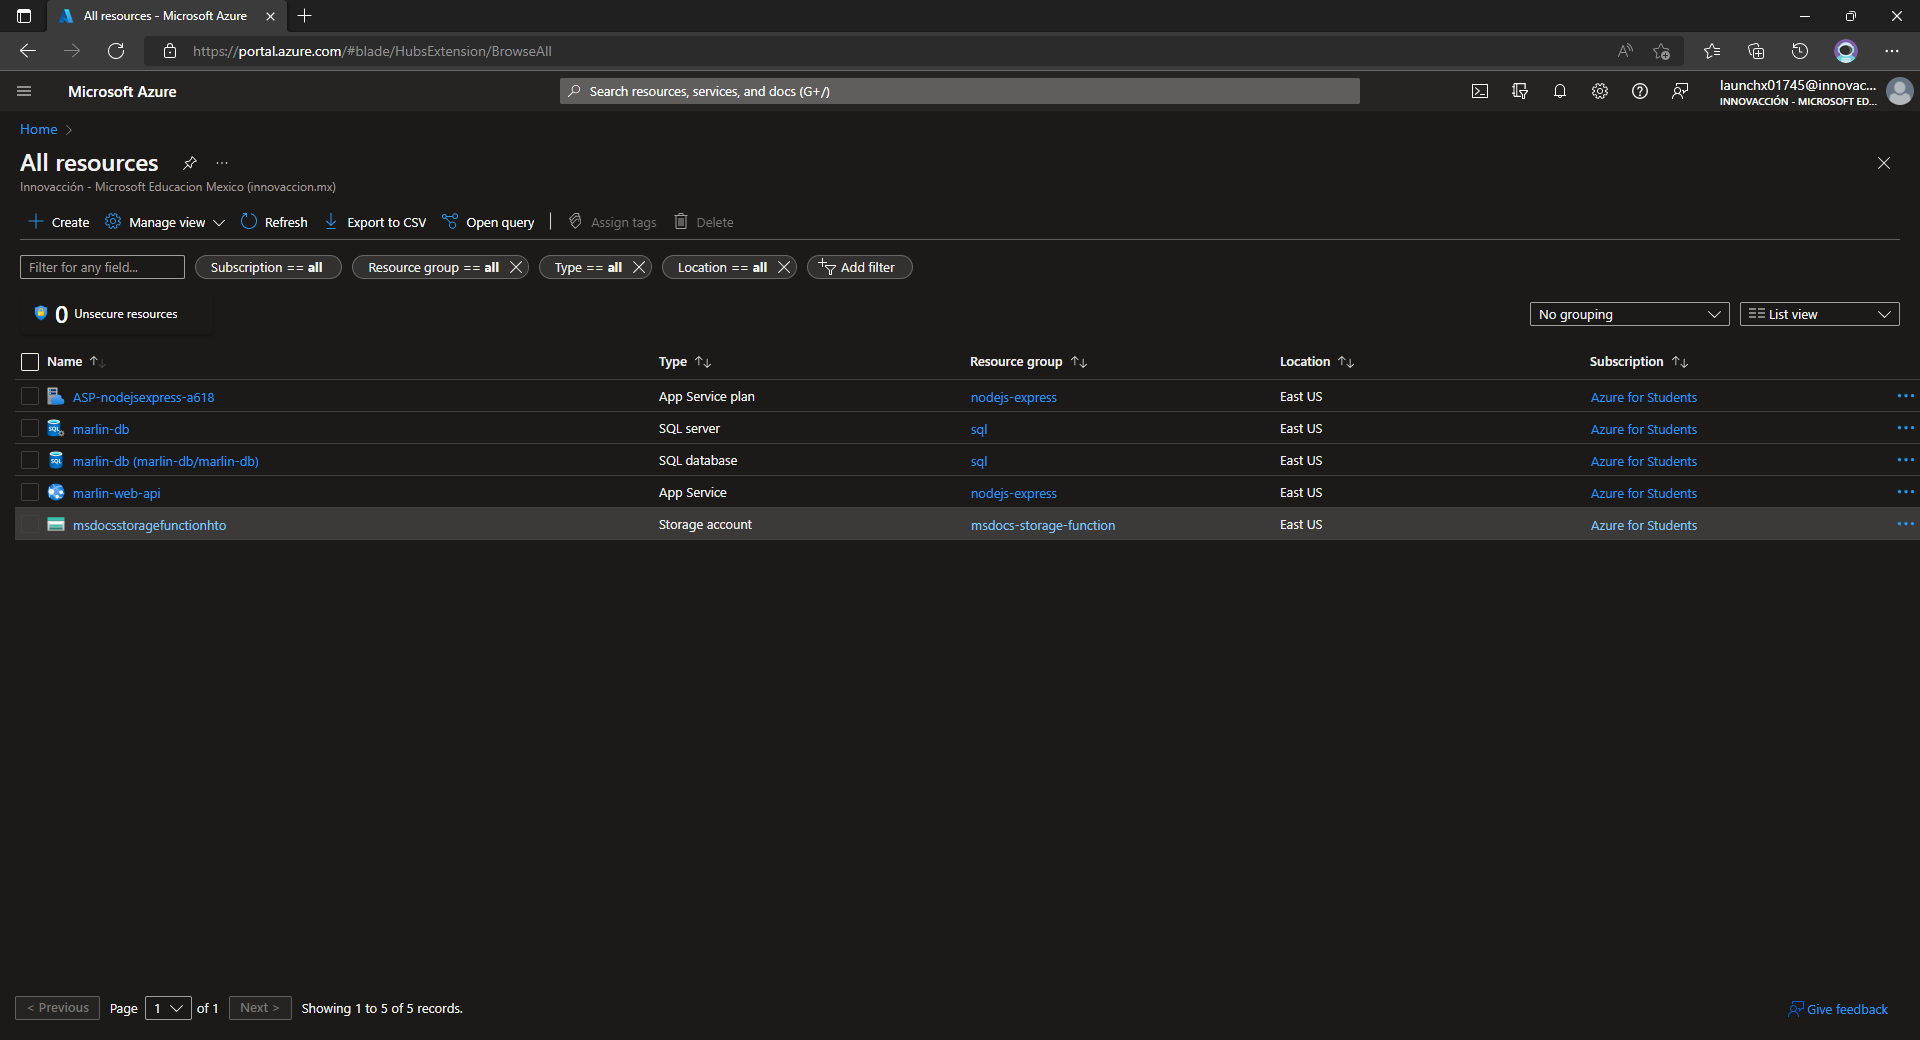 All resources - Microsoft Azure
https://portal.azure.com/#blade/HubsExtension/BrowseAll
Microsoft Azure
Search resources, services, and docs (G+/)
launchx01745@innovac...
INNOVACCIÓN - MICROSOFT ED...
Home
All resources
Innovacción - Microsoft Educacion Mexico (innovaccion.mx)
Create Manage view Refresh Export to CSV Open query Assign tags Delete
Filter for any field... Subscription == all Resource group == all Type == all Location == all Add filter
0 Unsecure resources No grouping List view
Name Type Resource group Location Subscription
ASP-nodejsexpress-a618 App Service plan nodejs-express East US Azure for Students
marlin-db SQL server sql East US Azure for Students
marlin-db (marlin-db/marlin-db) SQL database sql East US Azure for Students
marlin-web-api App Service nodejs-express East US Azure for Students
msdocsstoragefunctionhto Storage account msdocs-storage-function East US Azure for Students
< Previous Page 1 of 1 Next > Showing 1 to 5 of 5 records. Give feedback